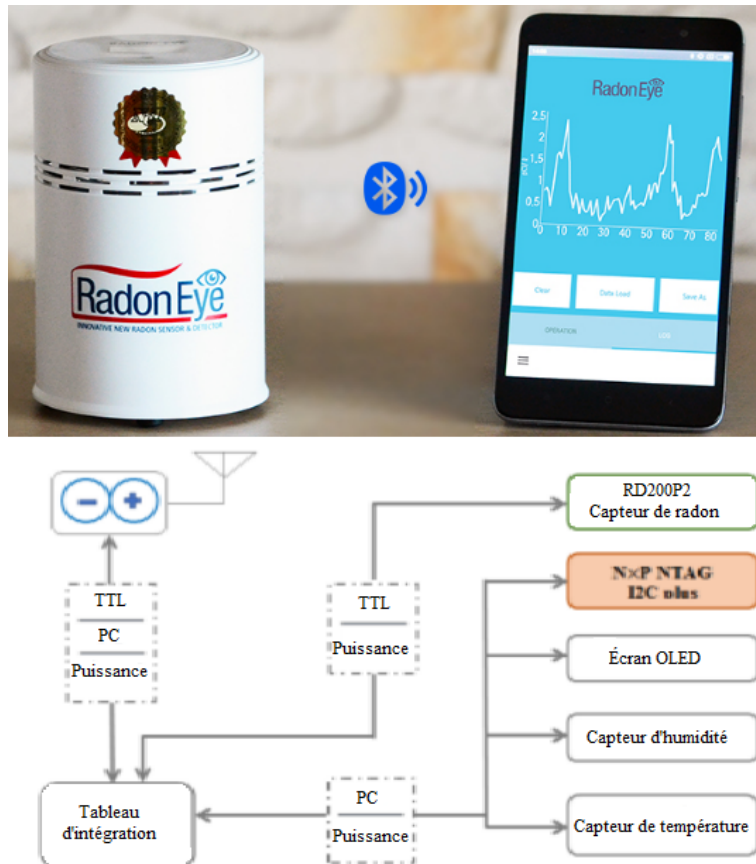 Radon Eye
INNOVATIVE NEW RADON SENSOR & DETECTOR
RadonEye
2,5
2
1,5
1
0.5
0
0 10 20 30 40 50 60 70 80
Clear
Data Load
Save As
OPERATION
LOG
RD200P2
Capteur de radon
N×P NTAG
I2C plus
TTL
PC
Puissance
TTL
Puissance
Écran OLED
Capteur d'humidité
Tableau
d'intégration
PC
Puissance
Capteur de température